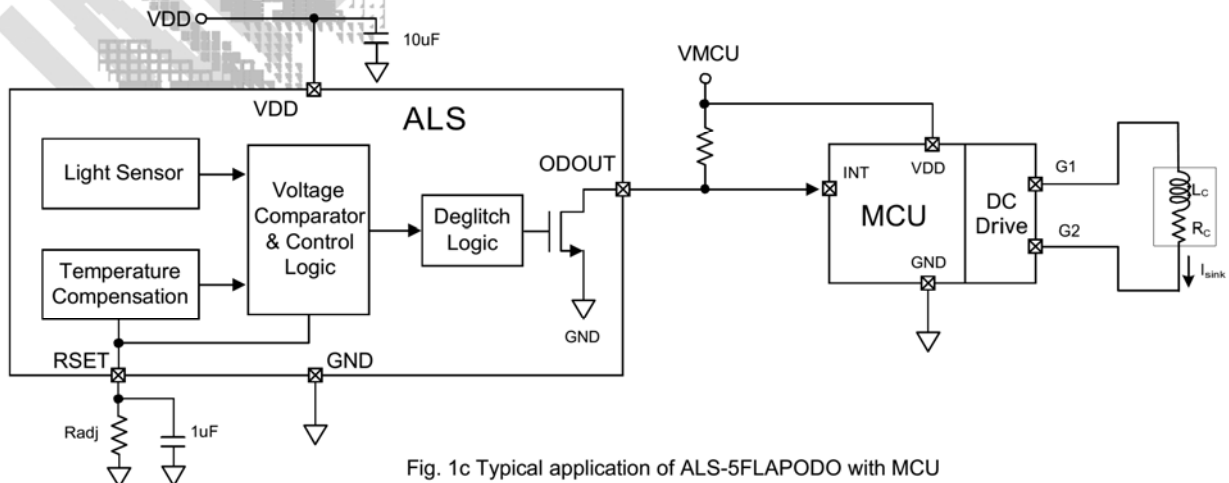 VDD
10uF
VDD
ALS
Light Sensor
Temperature
Compensation
Voltage
Comparator
& Control
Logic
Deglitch
Logic
ODOUT
GND
RSET
GND
Radj
1uF
VMCU
INT
VDD
MCU
GND
DC
Drive
G1
G2
LC
RC
Isink
Fig. 1c Typical application of ALS-5FLAPODO with MCU